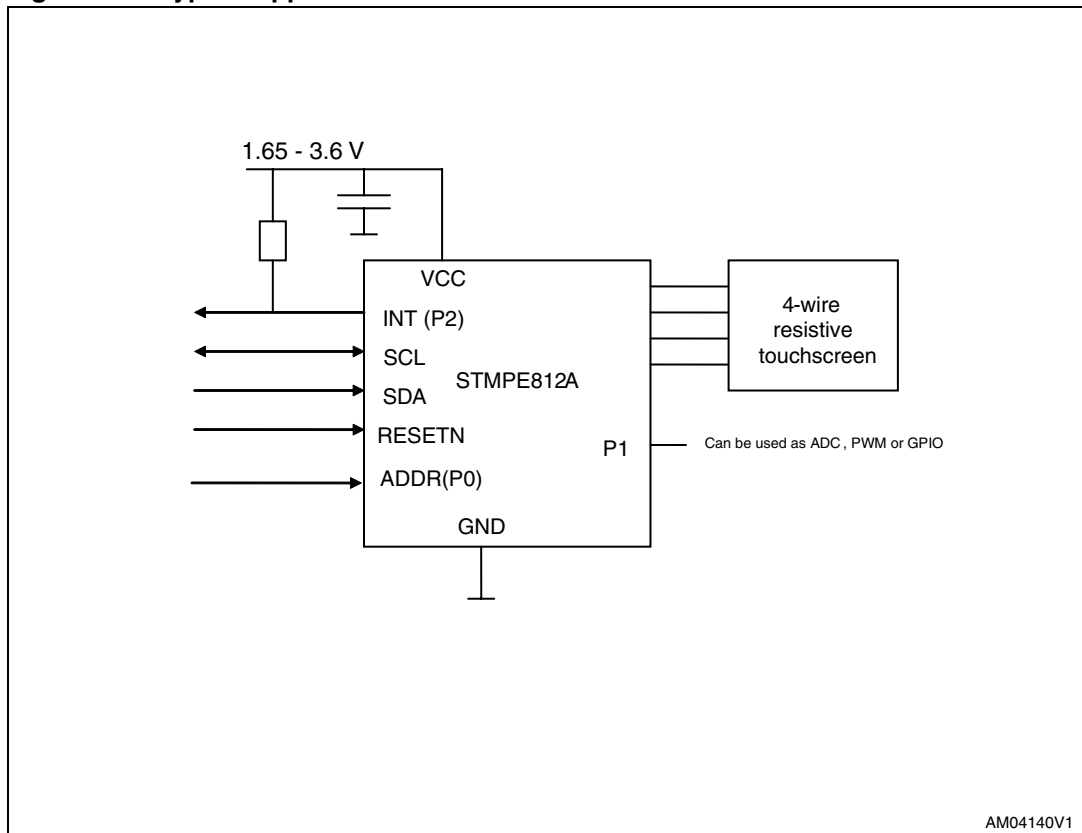 1.65 - 3.6 V
VCC
INT (P2)
SCL
SDA
RESETN
ADDR(P0)
GND
STMPE812A
P1
4-wire
resistive
touchscreen
Can be used as ADC , PWM or GPIO
AM04140V1